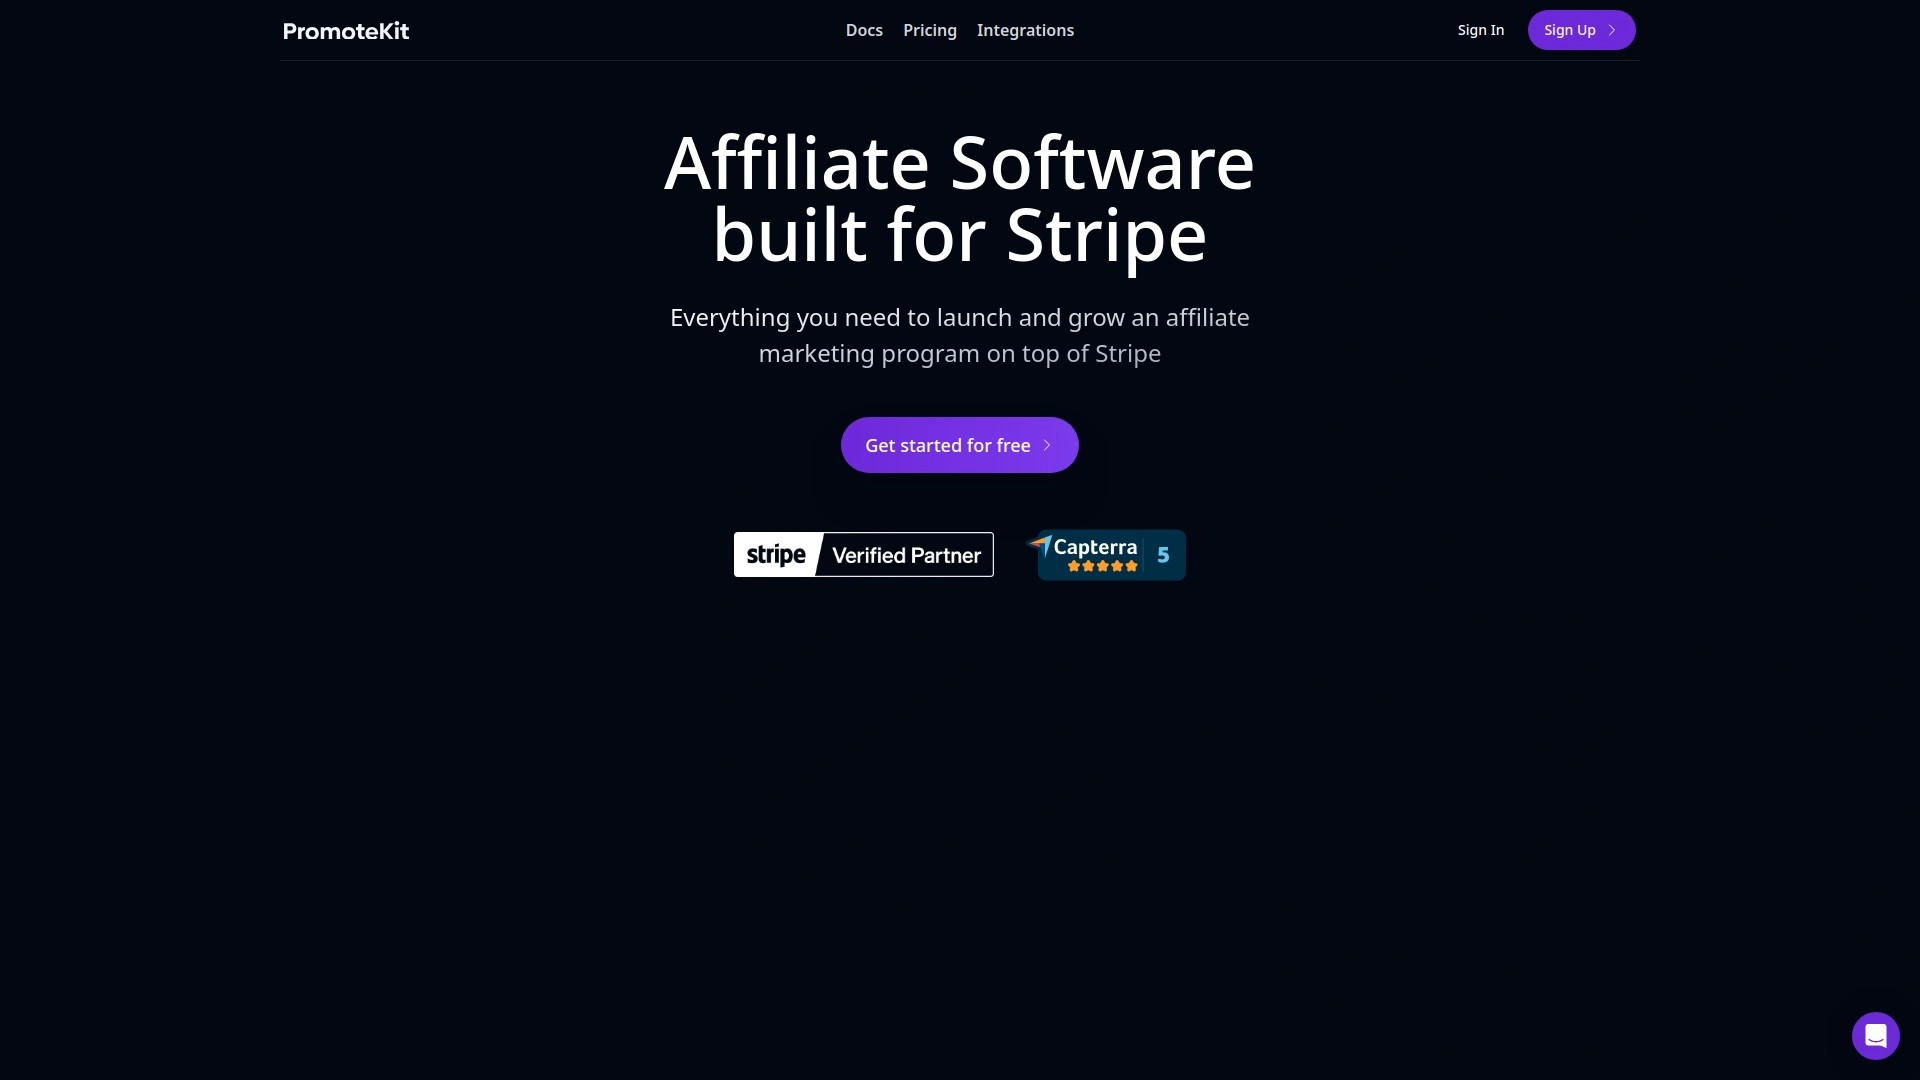 PromoteKit
Docs
Pricing
Integrations
Sign In
Sign Up
Affiliate Software
built for Stripe
Everything you need to launch and grow an affiliate
marketing program on top of Stripe
Get started for free
stripe
Verified Partner
Capterra
5